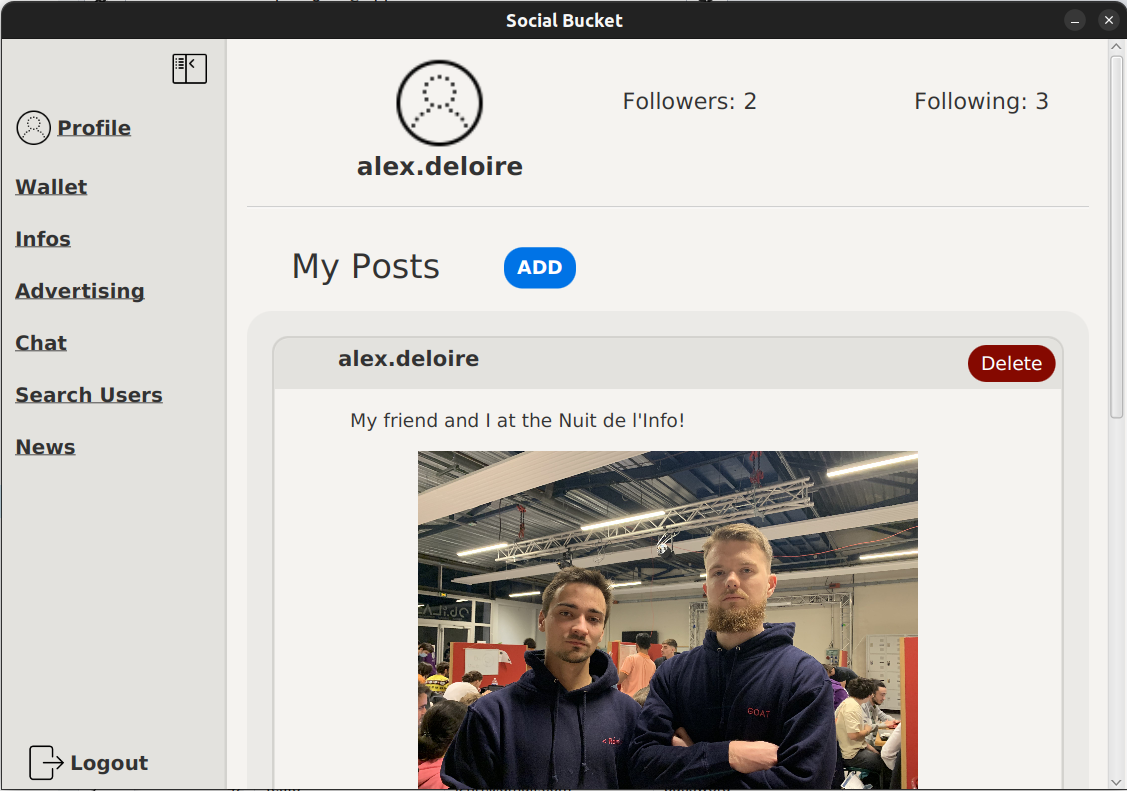 Social Bucket
Profile
Wallet
Infos
Advertising
Chat
Search Users
News
Logout
alex.deloire
Followers: 2
Following: 3
My Posts
ADD
alex.deloire
Delete
My friend and I at the Nuit de l'Info!
GOAT